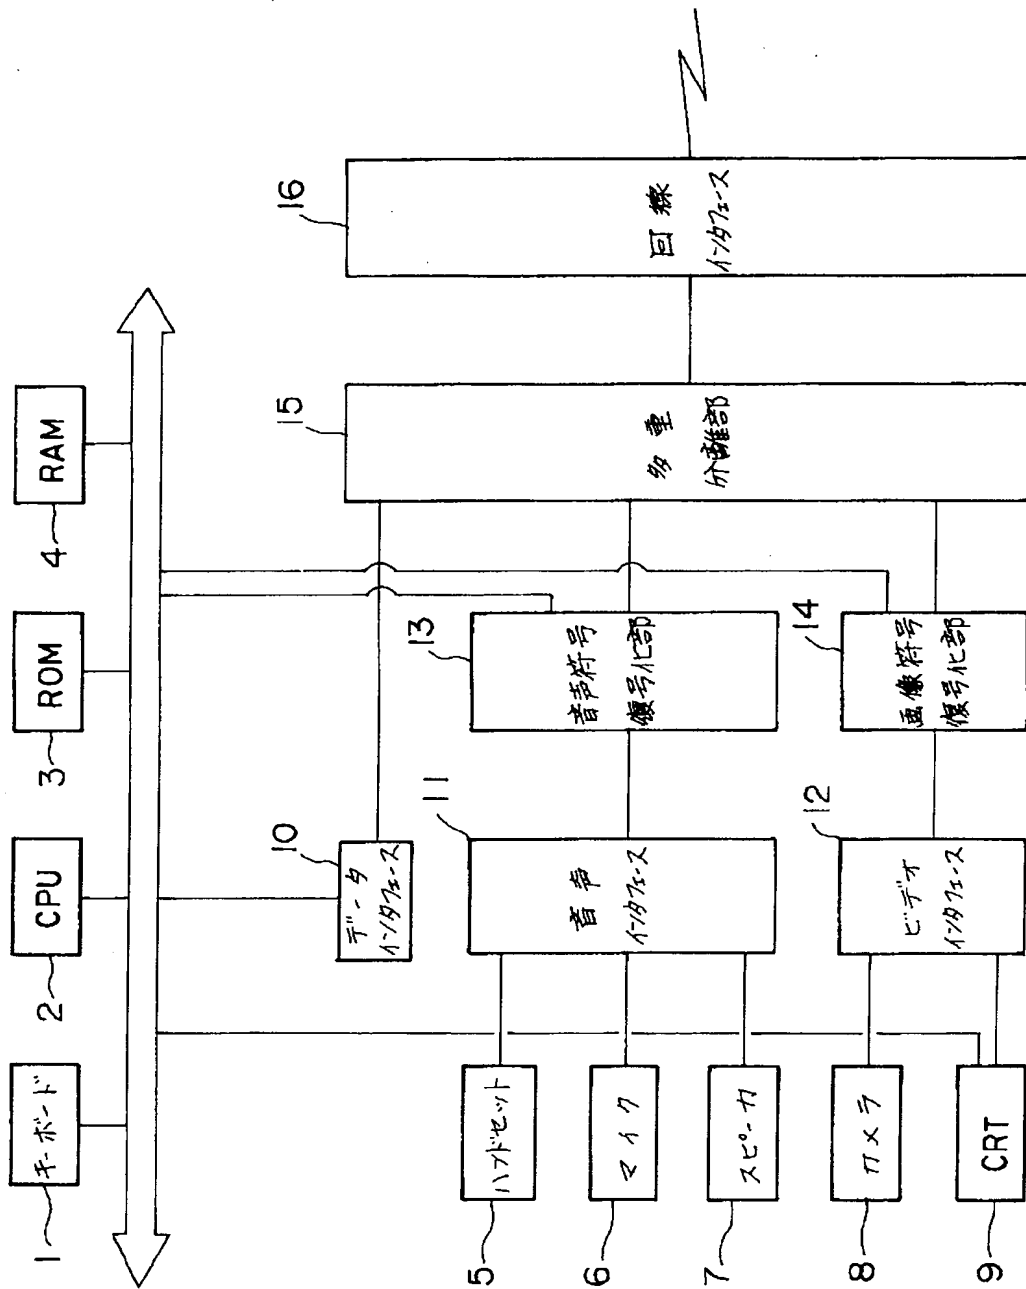 1
キーボード
2
CPU
3
ROM
4
RAM
5
ハンドセット
6
マイク
7
スピーカ
8
カメラ
9
CRT
10
データ
インタフェース
11
音声
インタフェース
12
ビデオ
インタフェース
13
音声符号
復号化部
14
画像符号
復号化部
15
多重
分離部
16
回線
インタフェース